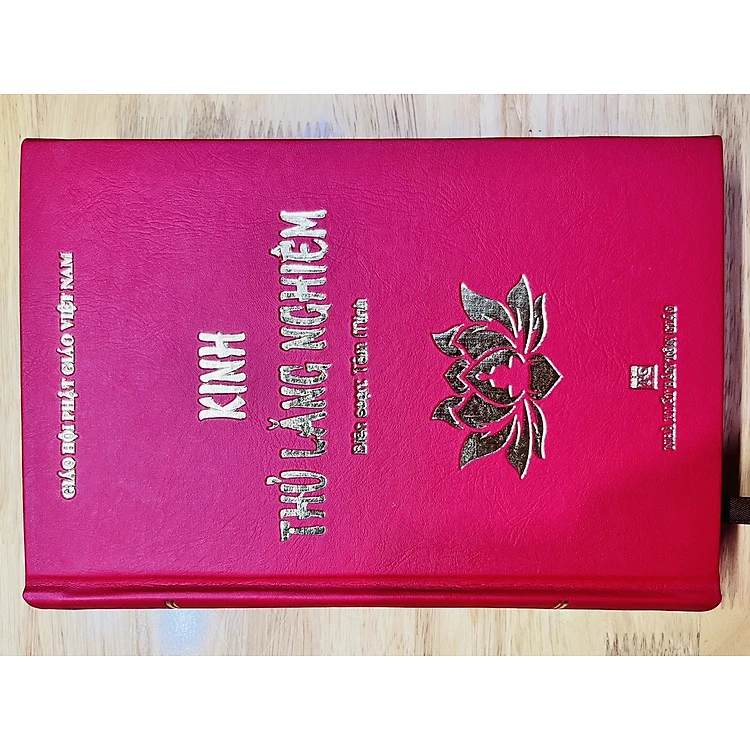 GIÁO HỘI PHẬT GIÁO VIỆT NAM
KINH
THỦ LĂNG NGHIÊM
Biên soạn: Tâm Minh
NHÀ XUẤT BẢN TÔN GIÁO